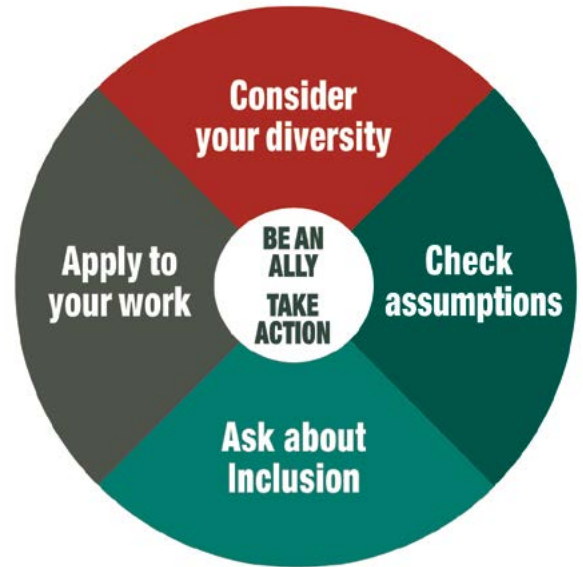 Consider
your diversity
Check
assumptions
Ask about
Inclusion
Apply to
your work
BE AN
ALLY
TAKE
ACTION